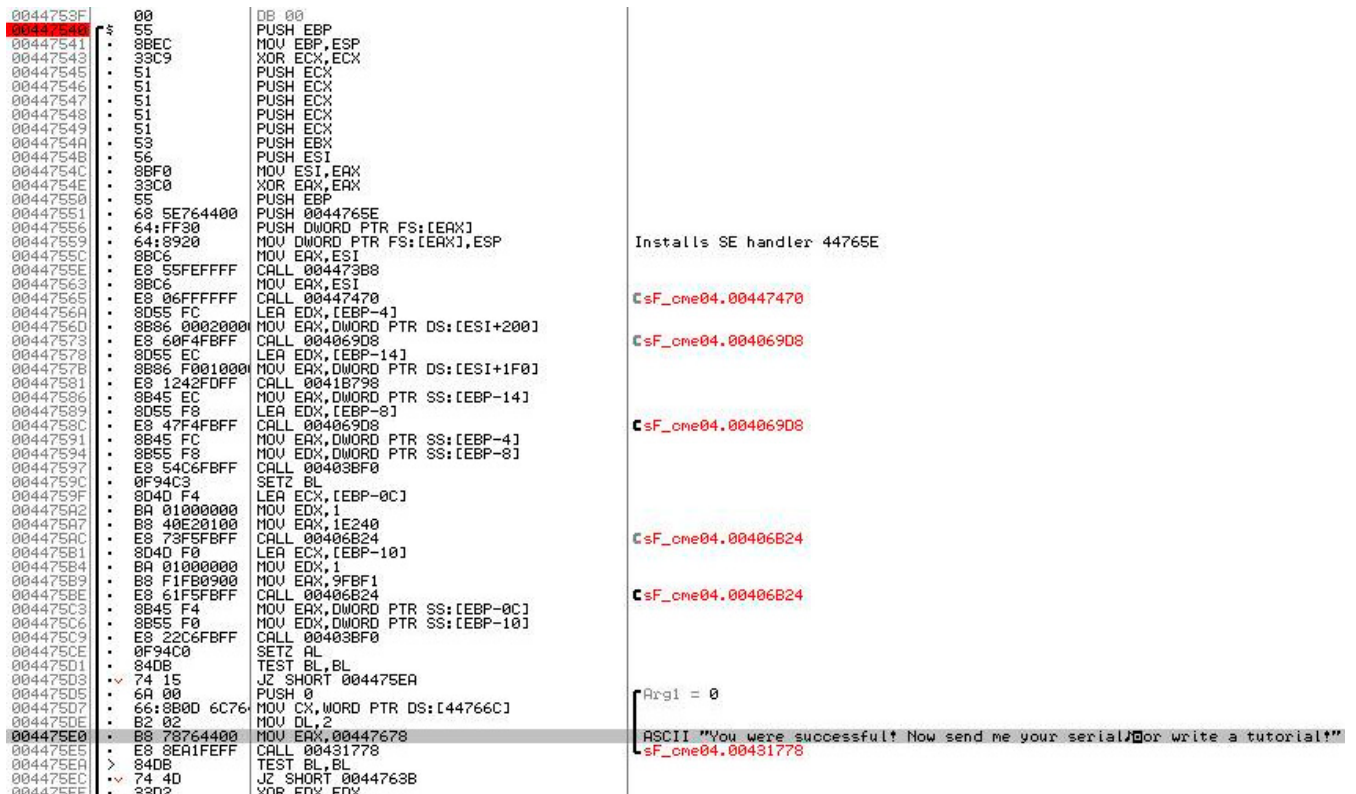 0044753F 00 DB 00
00447540 $ 55 PUSH EBP
00447541 8BEC MOV EBP,ESP
00447543 33C9 XOR ECX,ECX
00447545 51 PUSH ECX
00447546 51 PUSH ECX
00447547 51 PUSH ECX
00447548 51 PUSH ECX
00447549 51 PUSH ECX
0044754A 53 PUSH EBX
0044754B 56 PUSH ESI
0044754C 8BF0 MOV ESI,EAX
0044754E 33C0 XOR EAX,EAX
00447550 55 PUSH EBP
00447551 68 5E764400 PUSH 0044765E
00447556 64:FF30 PUSH DWORD PTR FS:[EAX]
00447559 64:8920 MOV DWORD PTR FS:[EAX],ESP Installs SE handler 44765E
0044755C 8BC6 MOV EAX,ESI
0044755E E8 55FEFFFF CALL 004473B8
00447563 8BC6 MOV EAX,ESI
00447565 E8 06FFFFFF CALL 00447470 CsF_cme04.00447470
0044756A 8D55 FC LEA EDX,[EBP-4]
0044756D 8B86 00020000 MOV EAX,DWORD PTR DS:[ESI+200]
00447573 E8 60F4FBFF CALL 004069D8 CsF_cme04.004069D8
00447578 8D55 EC LEA EDX,[EBP-14]
0044757B 8B86 F0010000 MOV EAX,DWORD PTR DS:[ESI+1F0]
00447581 E8 1242FDFF CALL 0041B798
00447586 8B45 EC MOV EAX,DWORD PTR SS:[EBP-14]
00447589 8D55 F8 LEA EDX,[EBP-8]
0044758C E8 47F4FBFF CALL 004069D8 CsF_cme04.004069D8
00447591 8B45 FC MOV EAX,DWORD PTR SS:[EBP-4]
00447594 8B55 F8 MOV EDX,DWORD PTR SS:[EBP-8]
00447597 E8 54C6FBFF CALL 00403BF0
0044759C 0F94C3 SETZ BL
0044759F 8D4D F4 LEA ECX,[EBP-0C]
004475A2 BA 01000000 MOV EDX,1
004475A7 B8 40E20100 MOV EAX,1E240
004475AC E8 73F5FBFF CALL 00406B24 CsF_cme04.00406B24
004475B1 8D4D F0 LEA ECX,[EBP-10]
004475B4 BA 01000000 MOV EDX,1
004475B9 B8 F1FB0900 MOV EAX,9FBF1
004475BE E8 61F5FBFF CALL 00406B24 CsF_cme04.00406B24
004475C3 8B45 F4 MOV EAX,DWORD PTR SS:[EBP-0C]
004475C6 8B55 F0 MOV EDX,DWORD PTR SS:[EBP-10]
004475C9 E8 22C6FBFF CALL 00403BF0
004475CE 0F94C0 SETZ AL
004475D1 84DB TEST BL,BL
004475D3 74 15 JZ SHORT 004475EA
004475D5 6A 00 PUSH 0 Arg1 = 0
004475D7 66:8B0D 6C76 MOV CX,WORD PTR DS:[44766C]
004475DE B2 02 MOV DL,2
004475E0 B8 78764400 MOV EAX,00447678 ASCII "You were successful! Now send me your serial♪◙or write a tutorial!"
004475E5 E8 8EA1FEFF CALL 00431778 sF_cme04.00431778
004475EA > 84DB TEST BL,BL
004475EC 74 4D JZ SHORT 0044763B
004475EE 33D2 XOR EDX,EDX